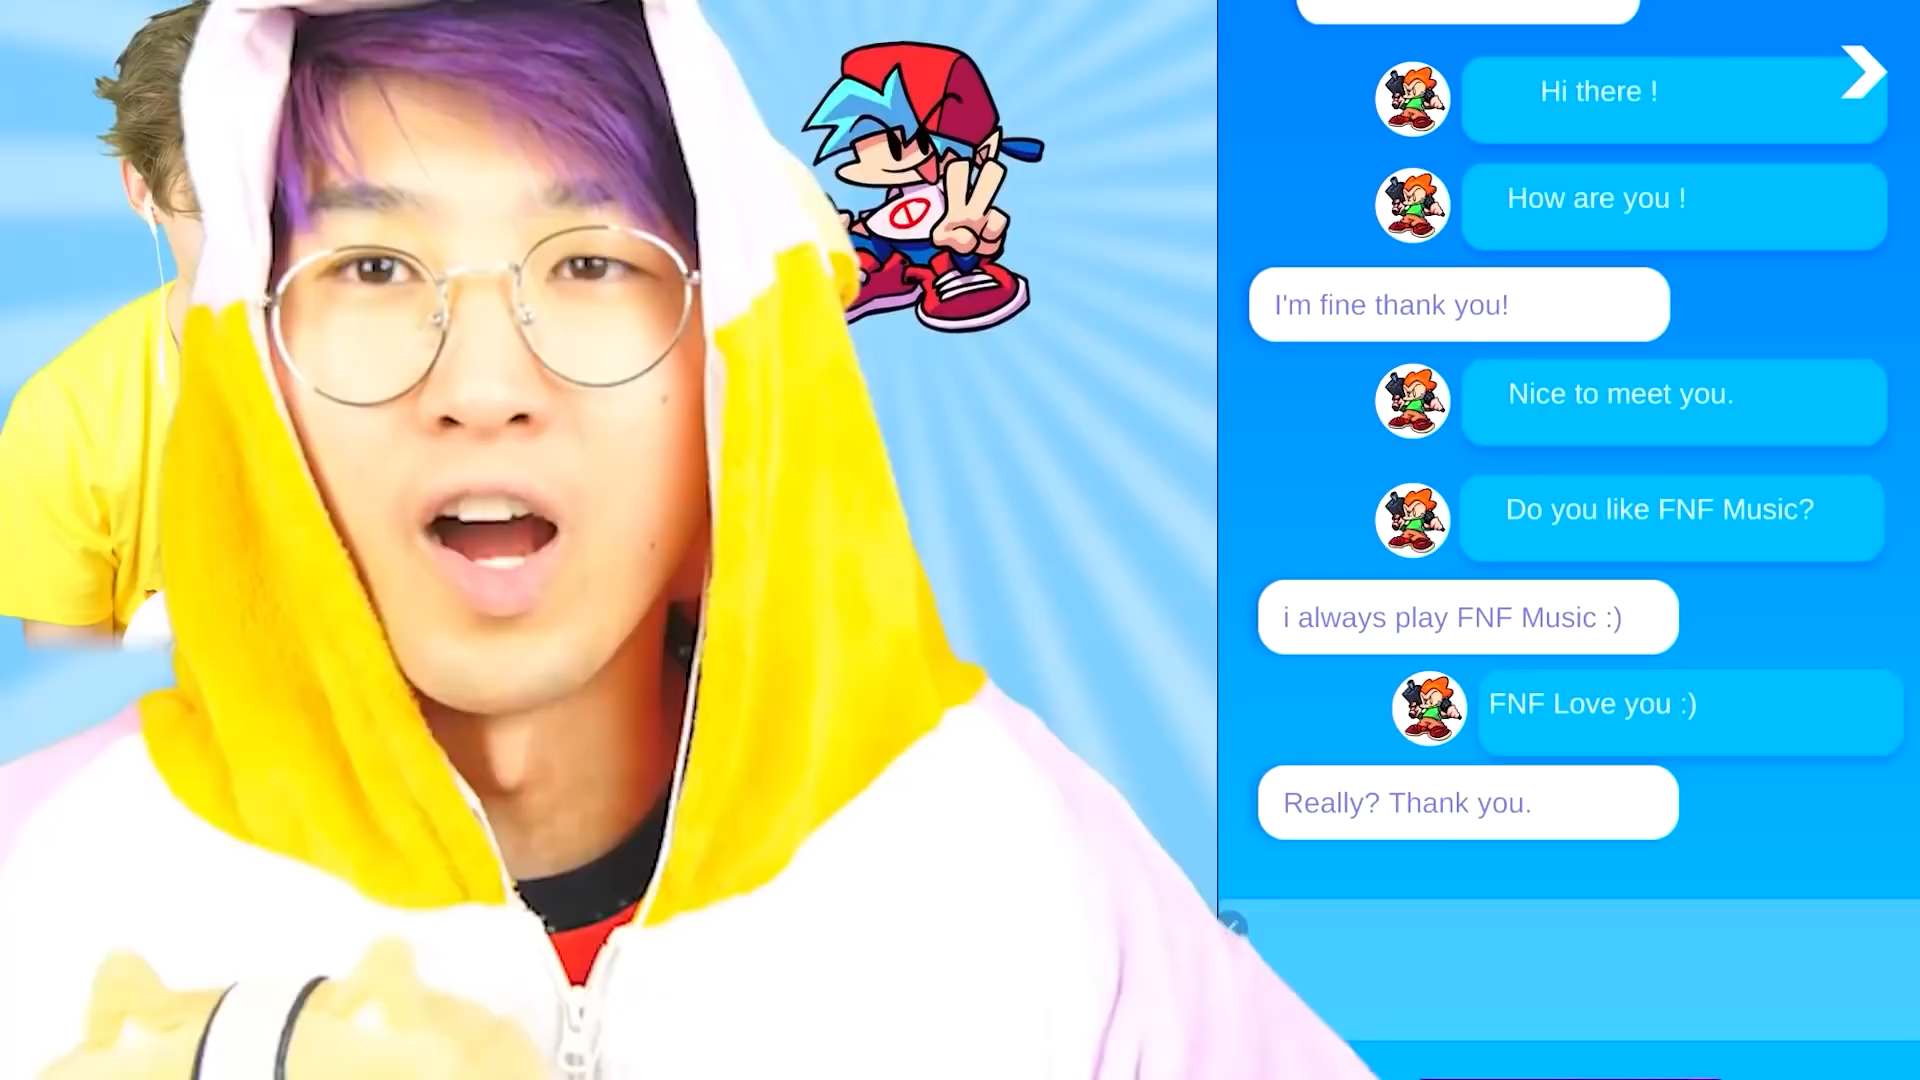 Hi there !
How are you !
I'm fine thank you!
Nice to meet you.
Do you like FNF Music?
i always play FNF Music :)
FNF Love you :)
Really? Thank you.